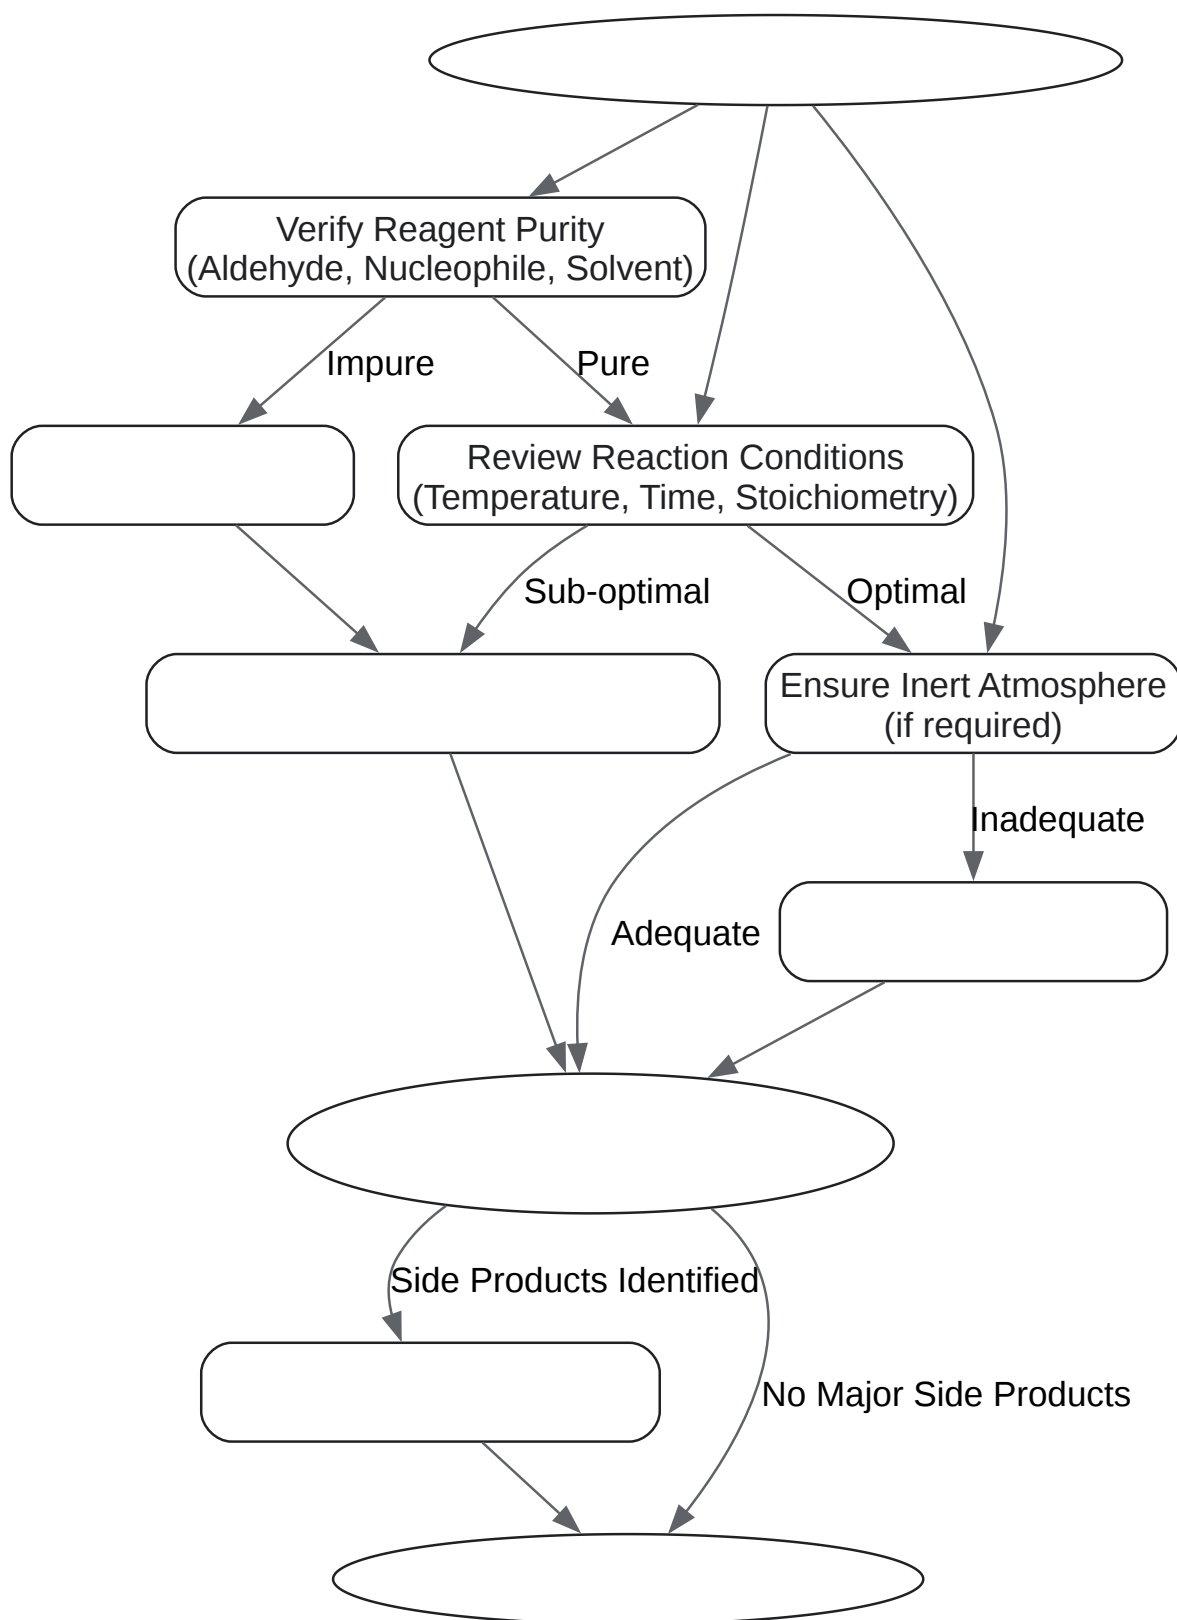 Verify Reagent Purity
(Aldehyde, Nucleophile, Solvent)
Impure
Pure
Review Reaction Conditions
(Temperature, Time, Stoichiometry)
Sub-optimal
Optimal
Ensure Inert Atmosphere
(if required)
Inadequate
Adequate
Side Products Identified
No Major Side Products